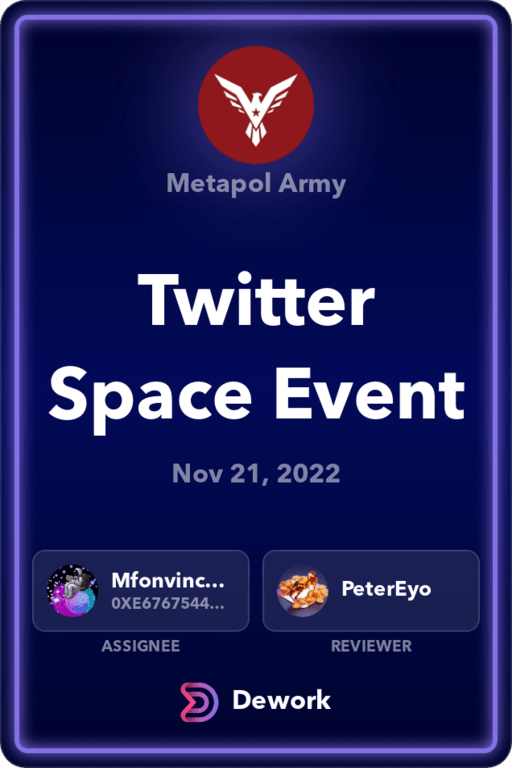 Metapol Army
Twitter
Space Event
Nov 21, 2022
Mfonvinc...
0XE6767544...
PeterEyo
ASSIGNEE
REVIEWER
Dework